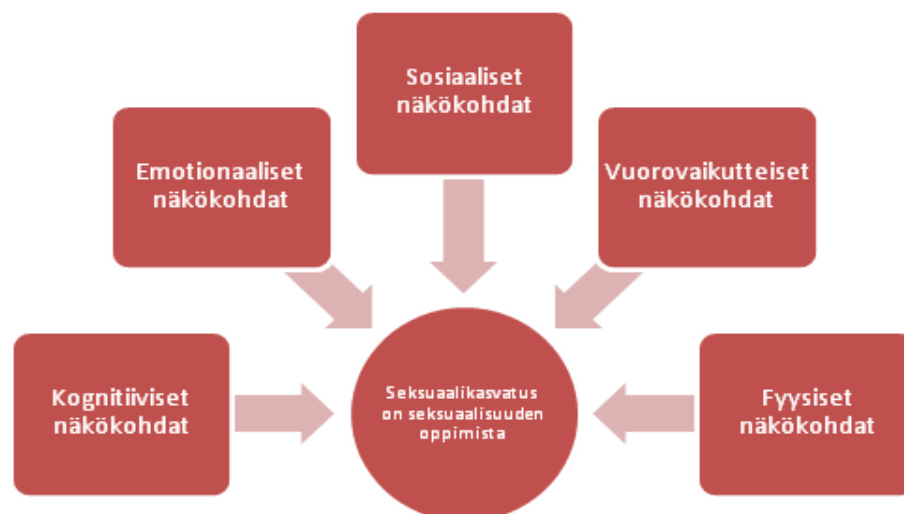 Sosiaaliset
näkökohdat
Emotionaaliset
näkökohdat
Vuorovaikutteiset
näkökohdat
Kognitiiviset
näkökohdat
Seksuaalikasvatus
on seksuaalisuuden
oppimista
Fyysiset
näkökohdat